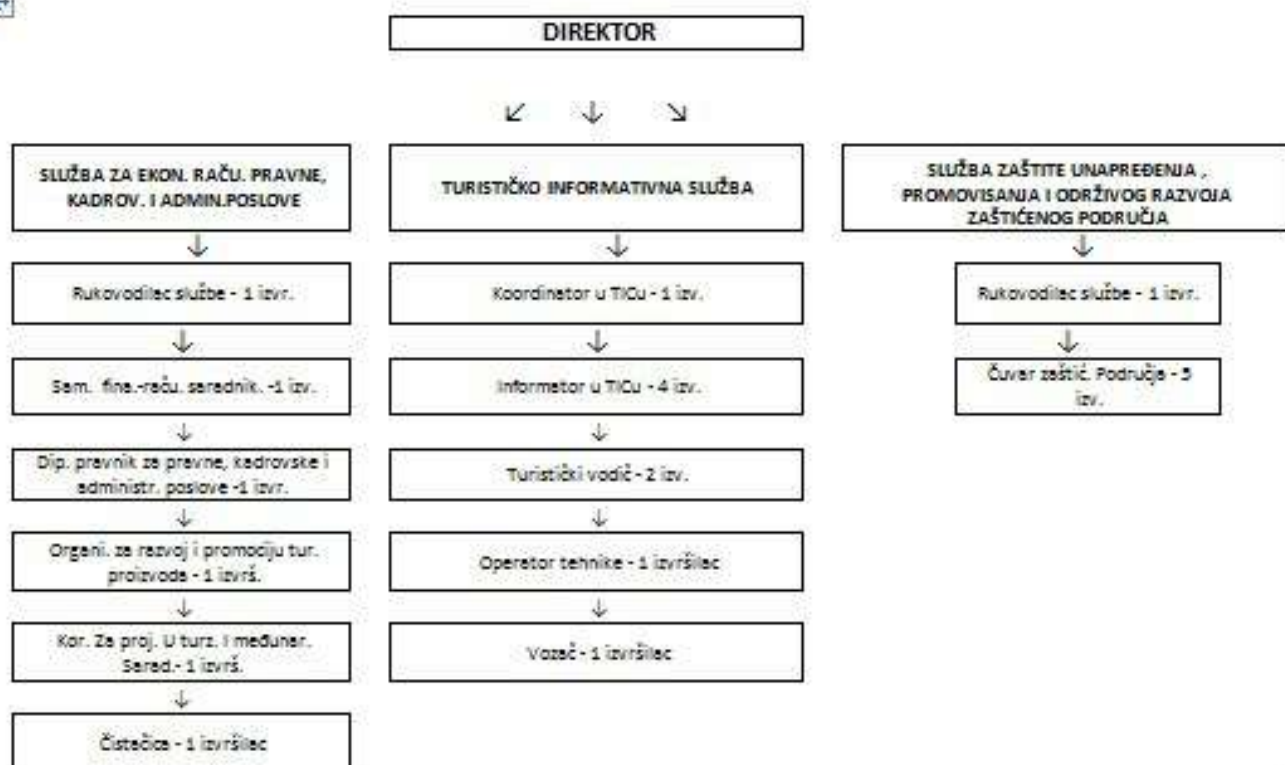 DIREKTOR
SLUŽBA ZA EKON. RAČU. PRAVNE,
KADROV. I ADMIN.POSLOVE
Rukovodilac službe - 1 izvr.
Sam. fina.-raču. saradnik. -1 izv.
Dip. pravnik za pravne, kadrovske i
administr. poslove -1 izvr.
Organi. za razvoj i promociju tur.
proizvoda - 1 izvrš.
Kor. Za proj. U turz. I međunar.
Sarad.- 1 izvrš.
Čistačica - 1 izvršilac
TURISTIČKO INFORMATIVNA SLUŽBA
Koordinator u TICu - 1 izv.
Informator u TICu - 4 izv.
Turistički vodič - 2 izv.
Operator tehnike - 1 izvršilac
Vozač - 1 izvršilac
SLUŽBA ZAŠTITE UNAPREĐENJA ,
PROMOVISANJA I ODRŽIVOG RAZVOJA
ZAŠTIĆENOG PODRUČJA
Rukovodilac službe - 1 izvr.
Čuvar zaštić. Područja - 5
izv.